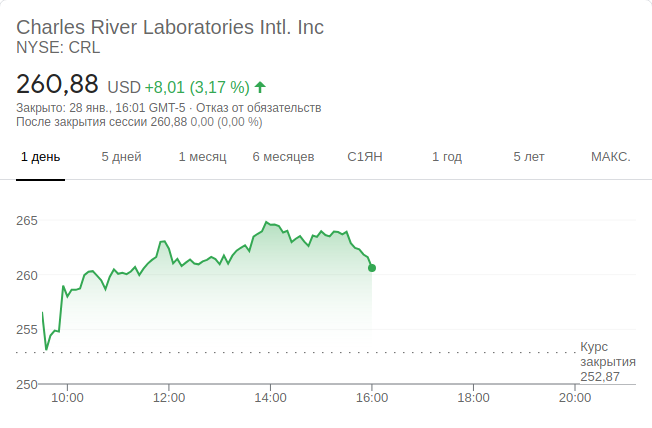 Charles River Laboratories Intl. Inc
NYSE: CRL
260,88 USD +8,01 (3,17 %)
Закрыто: 28 янв., 16:01 GMT-5 · Отказ от обязательств
После закрытия сессии 260,88 0,00 (0,00 %)
1 день 5 дней 1 месяц 6 месяцев С1ЯН 1 год 5 лет МАКС.
265
260
255
Курс
закрытия
252,87
250
10:00 12:00 14:00 16:00 18:00 20:00